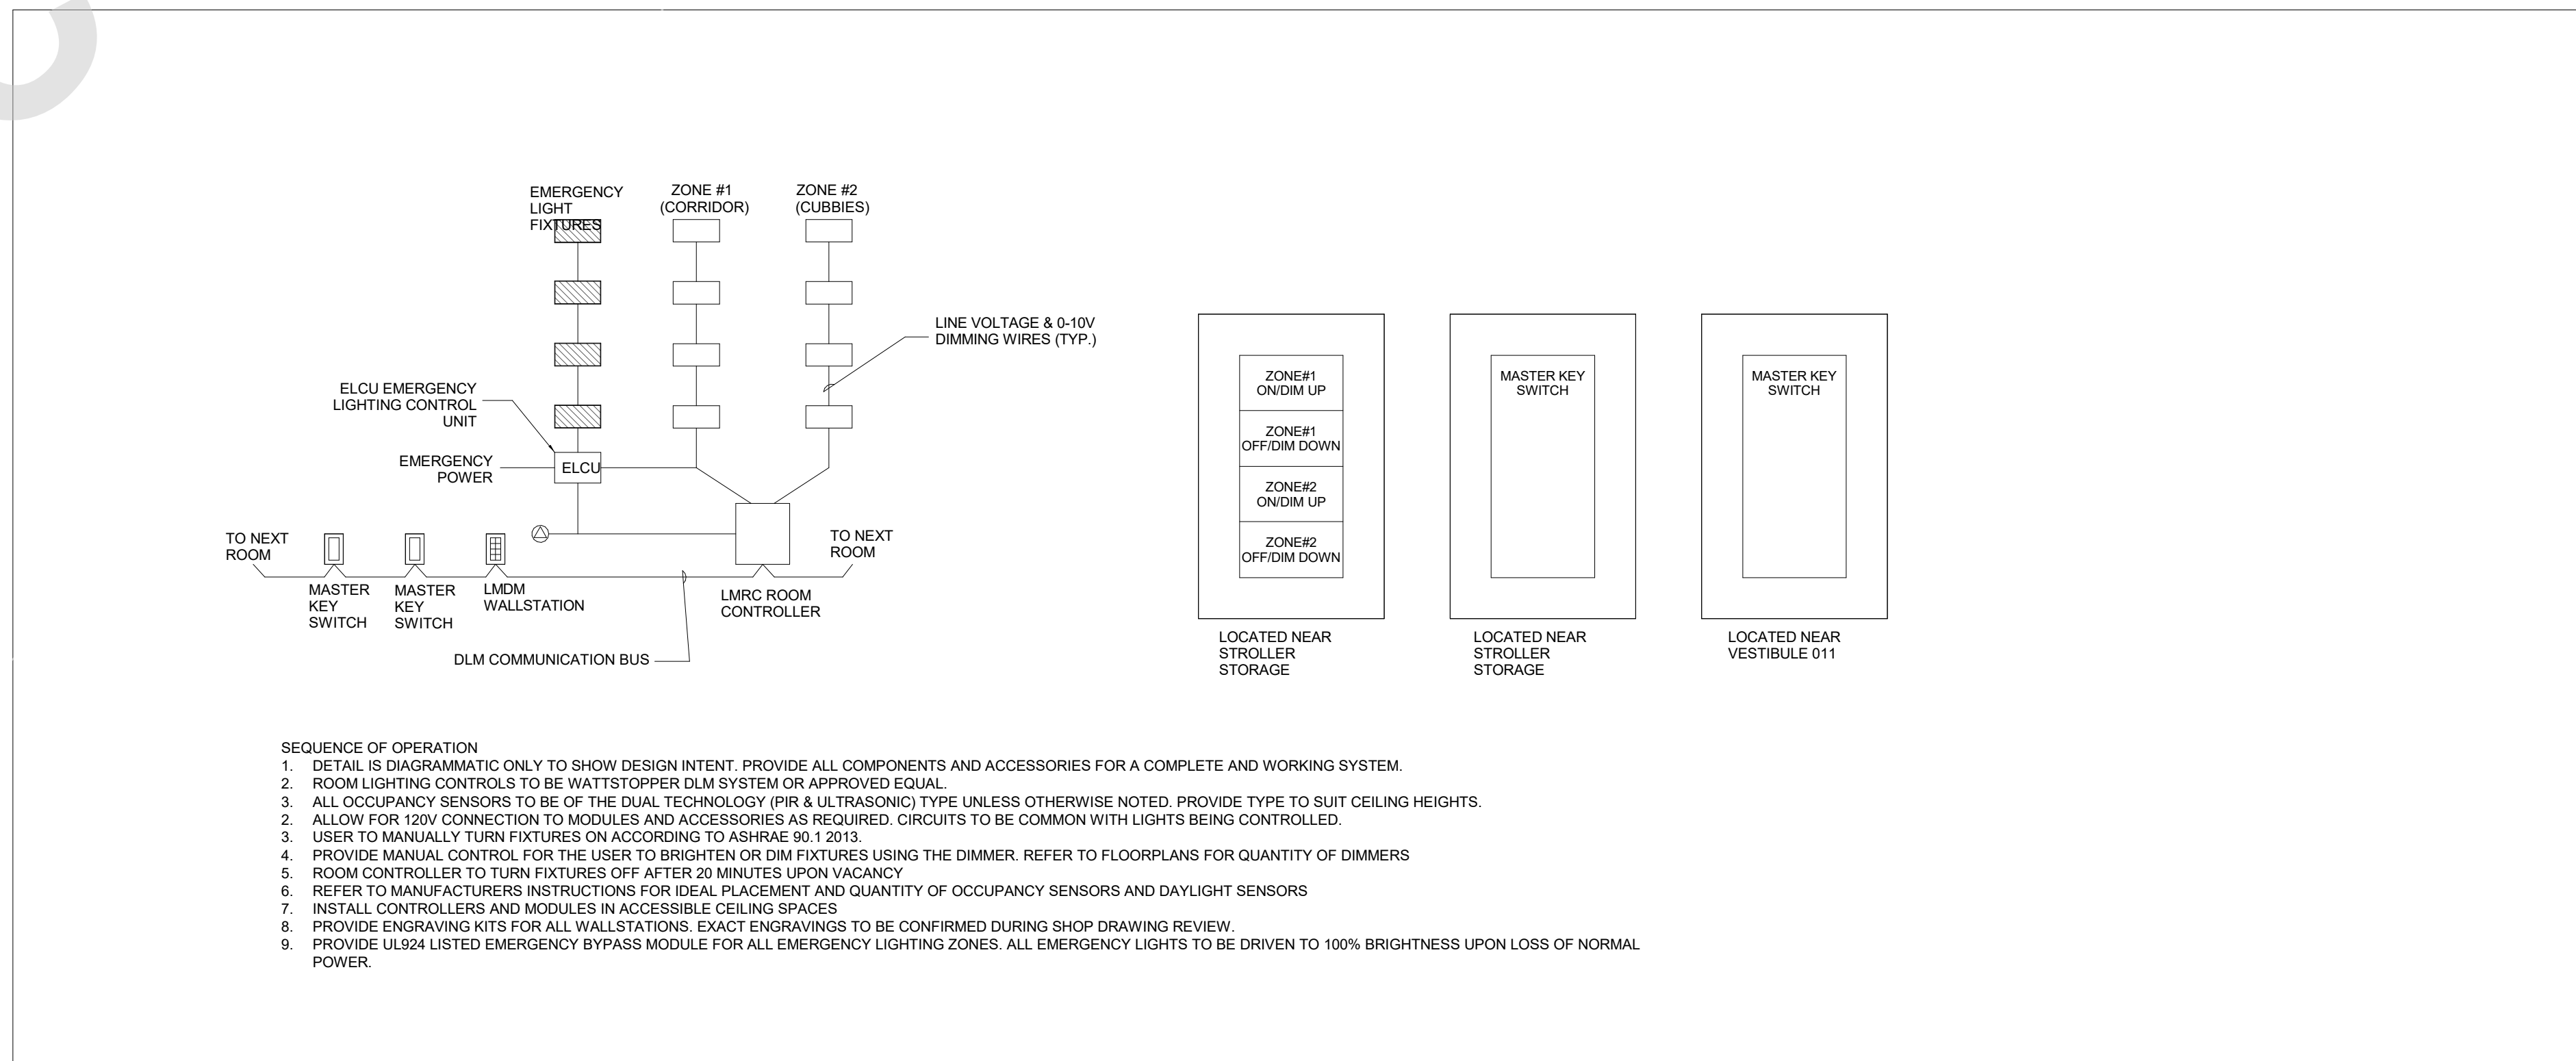 EMERGENCY
LIGHT
FIXTURES
ZONE #1
(CORRIDOR)
ZONE #2
(CUBBIES)
LINE VOLTAGE & 0-10V
DIMMING WIRES (TYP.)
ELCU EMERGENCY
LIGHTING CONTROL
UNIT
EMERGENCY
POWER
ELCU
TO NEXT
ROOM
TO NEXT
ROOM
MASTER
KEY
SWITCH
MASTER
KEY
SWITCH
LMDM
WALLSTATION
LMRC ROOM
CONTROLLER
DLM COMMUNICATION BUS
ZONE#1
ON/DIM UP
ZONE#1
OFF/DIM DOWN
ZONE#2
ON/DIM UP
ZONE#2
OFF/DIM DOWN
LOCATED NEAR
STROLLER
STORAGE
MASTER KEY
SWITCH
LOCATED NEAR
STROLLER
STORAGE
MASTER KEY
SWITCH
LOCATED NEAR
VESTIBULE 011
SEQUENCE OF OPERATION
1. DETAIL IS DIAGRAMMATIC ONLY TO SHOW DESIGN INTENT. PROVIDE ALL COMPONENTS AND ACCESSORIES FOR A COMPLETE AND WORKING SYSTEM.
2. ROOM LIGHTING CONTROLS TO BE WATTSTOPPER DLM SYSTEM OR APPROVED EQUAL.
3. ALL OCCUPANCY SENSORS TO BE OF THE DUAL TECHNOLOGY (PIR & ULTRASONIC) TYPE UNLESS OTHERWISE NOTED. PROVIDE TYPE TO SUIT CEILING HEIGHTS.
2. ALLOW FOR 120V CONNECTION TO MODULES AND ACCESSORIES AS REQUIRED. CIRCUITS TO BE COMMON WITH LIGHTS BEING CONTROLLED.
3. USER TO MANUALLY TURN FIXTURES ON ACCORDING TO ASHRAE 90.1 2013.
4. PROVIDE MANUAL CONTROL FOR THE USER TO BRIGHTEN OR DIM FIXTURES USING THE DIMMER. REFER TO FLOORPLANS FOR QUANTITY OF DIMMERS
5. ROOM CONTROLLER TO TURN FIXTURES OFF AFTER 20 MINUTES UPON VACANCY
6. REFER TO MANUFACTURERS INSTRUCTIONS FOR IDEAL PLACEMENT AND QUANTITY OF OCCUPANCY SENSORS AND DAYLIGHT SENSORS
7. INSTALL CONTROLLERS AND MODULES IN ACCESSIBLE CEILING SPACES
8. PROVIDE ENGRAVING KITS FOR ALL WALLSTATIONS. EXACT ENGRAVINGS TO BE CONFIRMED DURING SHOP DRAWING REVIEW.
9. PROVIDE UL924 LISTED EMERGENCY BYPASS MODULE FOR ALL EMERGENCY LIGHTING ZONES. ALL EMERGENCY LIGHTS TO BE DRIVEN TO 100% BRIGHTNESS UPON LOSS OF NORMAL
POWER.